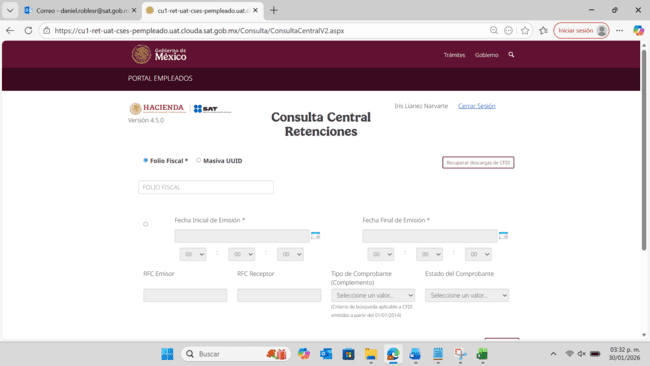 Correo - daniel.roblesr@sat.gob.m
cu1-ret-uat-cses-pempleado.uat
https://cu1-ret-uat-cses-pempleado.uat.clouda.sat.gob.mx/Consulta/ConsultaCentralV2.aspx
Iniciar sesión
Gobierno de
México
Trámites
Gobierno
PORTAL EMPLEADOS
HACIENDA
SAT
Versión 4.5.0
Consulta Central
Retenciones
Iris Llanez Narvarte
Cerrar Sesión
Folio Fiscal *
Masiva UUID
Recuperar descargas de CFDI
FOLIO FISCAL
Fecha Inicial de Emisión *
Fecha Final de Emisión *
00 : 00 : 00
00 : 00 : 00
RFC Emisor
RFC Receptor
Tipo de Comprobante
(Complemento)
Estado del Comprobante
Seleccione un valor...
Seleccione un valor...
(Criterio de búsqueda aplicable a CFDI
emitidas a partir del 01/01/2014)
Buscar
03:32 p. m.
30/01/2026